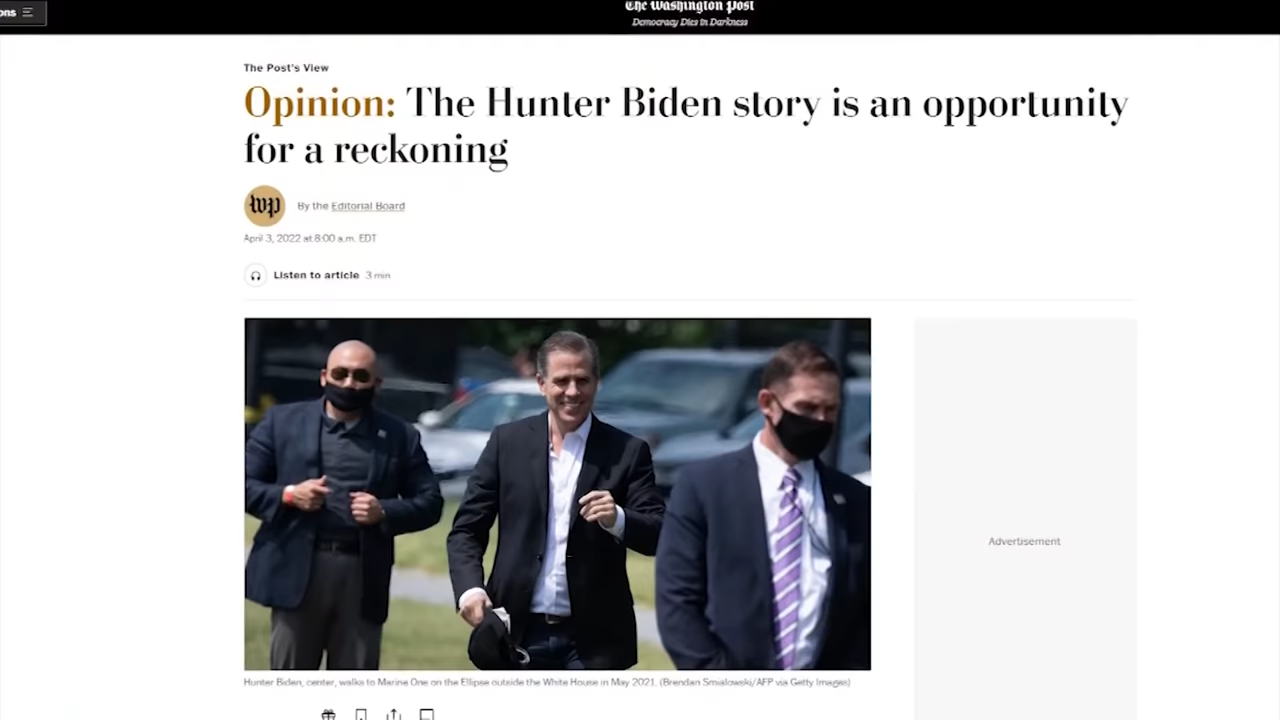 ons
The Washington Post
Democracy Dies in Darkness
The Post's View
Opinion: The Hunter Biden story is an opportunity
for a reckoning
wp
By the Editorial Board
April 3, 2022 at 8:00 a.m. EDT
Listen to article 3 min
Advertisement
Hunter Biden, center, walks to Marine One on the Ellipse outside the White House in May 2021. (Brendan Smialowski/AFP via Getty Images)